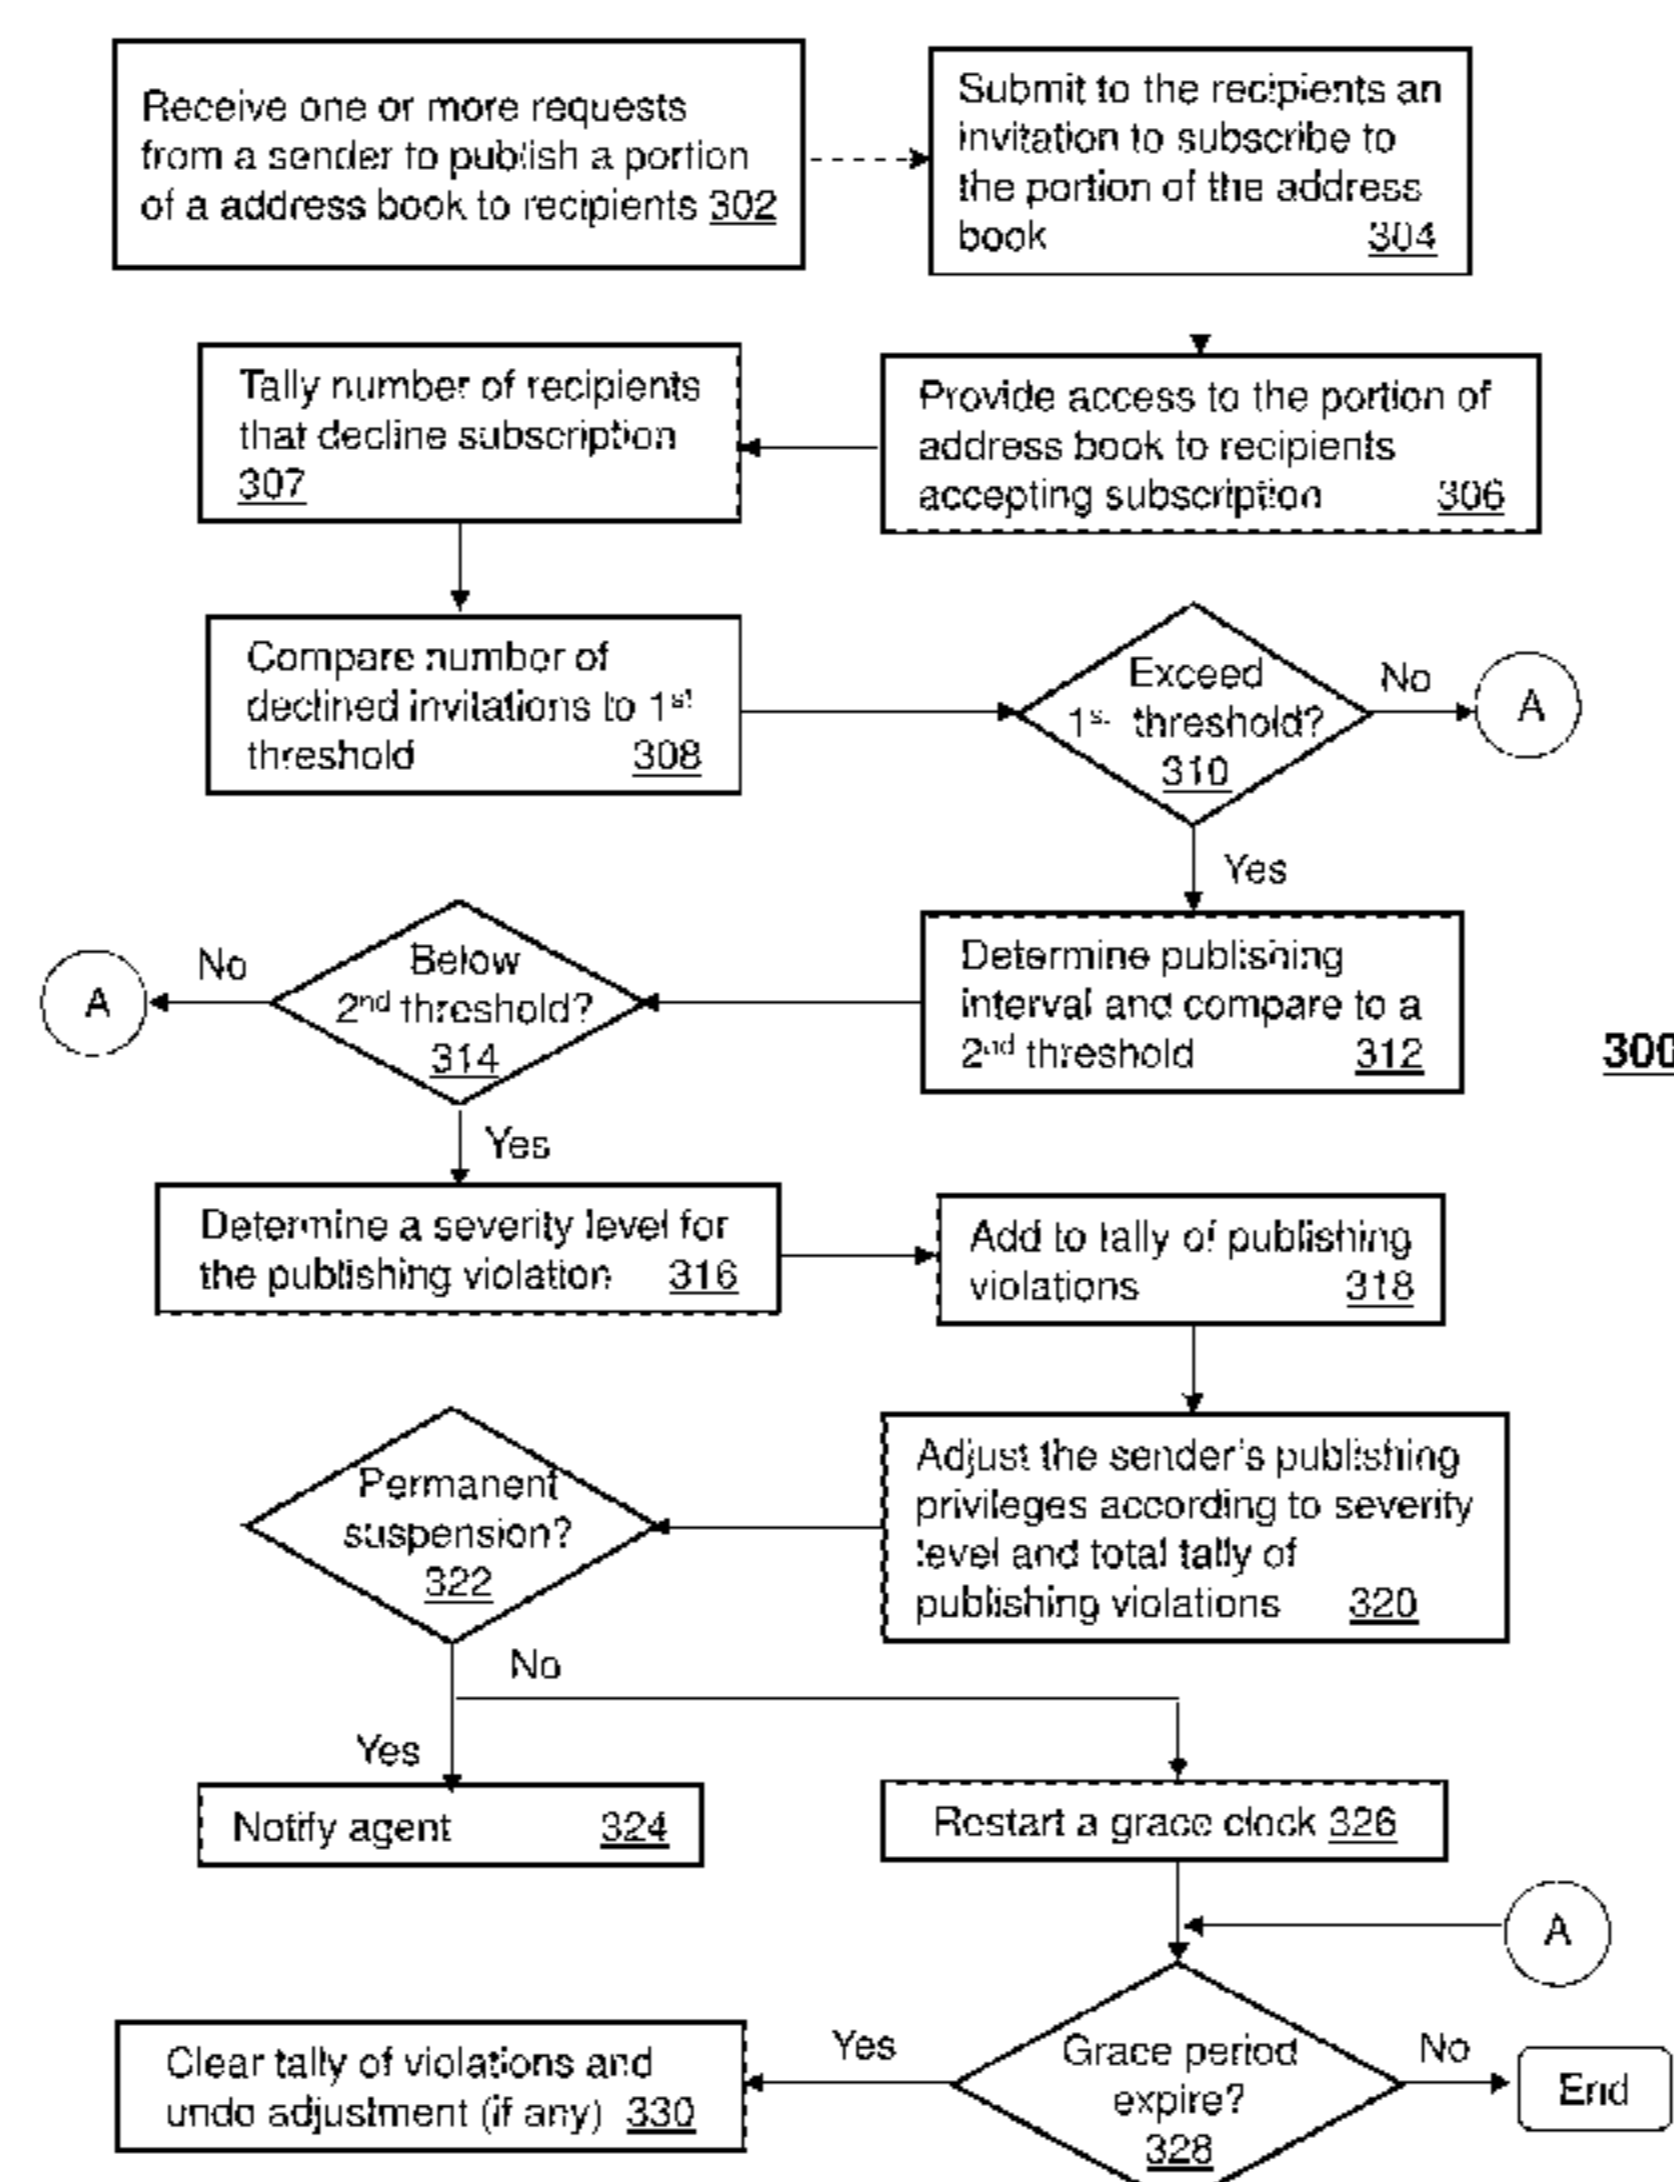 Receive one or more requests
from a sender to publish a portion
of a address book to recipients 302
Submit to the recipients an
invitation to subscribe to
the portion of the address
book 304
Provide access to the portion of
address book to recipients
accepting subscription 306
Tally number of recipients
that decline subscription
307
Compare number of
declined invitations to 1st
threshold 308
Exceed
1st threshold?
310
No
A
Yes
Determine publishing
interval and compare to a
2nd threshold 312
300
Below
2nd threshold?
314
No
A
Yes
Determine a severity level for
the publishing violation 316
Add to tally of publishing
violations 318
Adjust the sender's publishing
privileges according to severity
level and total tally of
publishing violations 320
Permanent
suspension?
322
No
Yes
Notify agent 324
Restart a grace clock 326
A
Grace period
expire?
328
Yes
No
End
Clear tally of violations and
undo adjustment (if any) 330